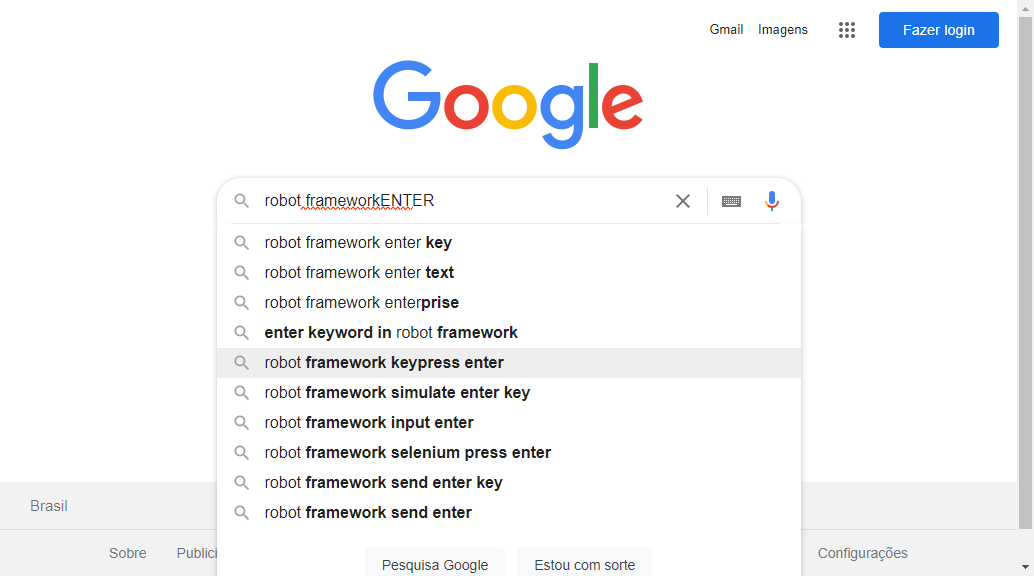 Gmail Imagens Fazer login
Google
robot frameworkENTER
robot framework enter key
robot framework enter text
robot framework enterprise
enter keyword in robot framework
robot framework keypress enter
robot framework simulate enter key
robot framework input enter
robot framework selenium press enter
robot framework send enter key
robot framework send enter
Brasil
Sobre Publici Configurações
Pesquisa Google Estou com sorte